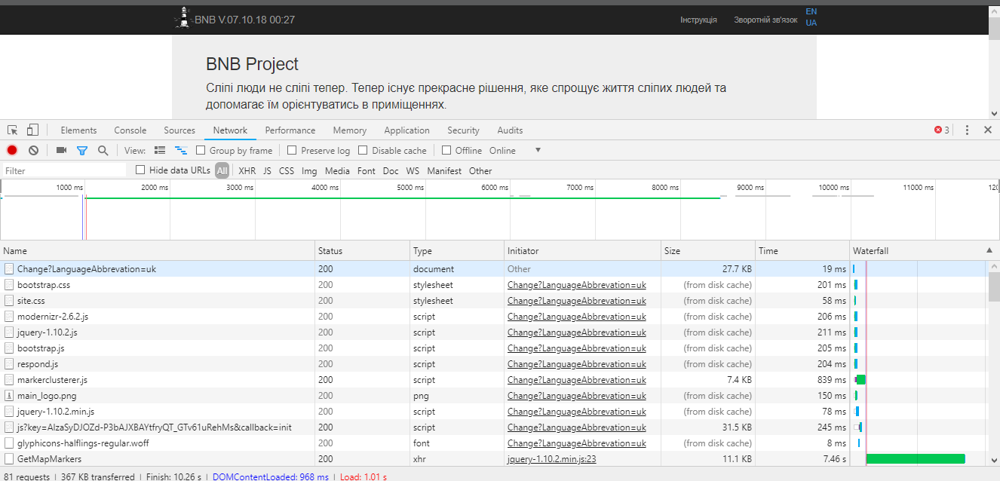 BNB V.07.10.18 00:27
Інструкція
Зворотній зв'язок
EN
UA
BNB Project
Сліпі люди не сліпі тепер. Тепер існує прекрасне рішення, яке спрощує життя сліпих людей та
допомагає їм орієнтуватись в приміщеннях.
Elements Console Sources Network Performance Memory Application Security Audits 3
View: Group by frame Preserve log Disable cache Offline Online
Filter Hide data URLs All XHR JS CSS Img Media Font Doc WS Manifest Other
1000 ms 2000 ms 3000 ms 4000 ms 5000 ms 6000 ms 7000 ms 8000 ms 9000 ms 10000 ms 11000 ms 120
Name Status Type Initiator Size Time Waterfall
Change?LanguageAbbrevation=uk 200 document Other 27.7 KB 19 ms
bootstrap.css 200 stylesheet Change?LanguageAbbrevation=uk (from disk cache) 201 ms
site.css 200 stylesheet Change?LanguageAbbrevation=uk (from disk cache) 58 ms
modernizr-2.6.2.js 200 script Change?LanguageAbbrevation=uk (from disk cache) 206 ms
jquery-1.10.2.js 200 script Change?LanguageAbbrevation=uk (from disk cache) 211 ms
bootstrap.js 200 script Change?LanguageAbbrevation=uk (from disk cache) 205 ms
respond.js 200 script Change?LanguageAbbrevation=uk (from disk cache) 204 ms
markerclusterer.js 200 script Change?LanguageAbbrevation=uk 7.4 KB 839 ms
main_logo.png 200 png Change?LanguageAbbrevation=uk (from disk cache) 150 ms
jquery-1.10.2.min.js 200 script Change?LanguageAbbrevation=uk (from disk cache) 78 ms
js?key=AIzaSyDJOZd-P3bAJXBAYtfryQT_GTv61uRehMs&callback=init 200 script Change?LanguageAbbrevation=uk 31.5 KB 245 ms
glyphicons-halflings-regular.woff 200 font Change?LanguageAbbrevation=uk (from disk cache) 8 ms
GetMapMarkers 200 xhr jquery-1.10.2.min.js:23 11.1 KB 7.46 s
81 requests | 367 KB transferred | Finish: 10.26 s | DOMContentLoaded: 968 ms | Load: 1.01 s